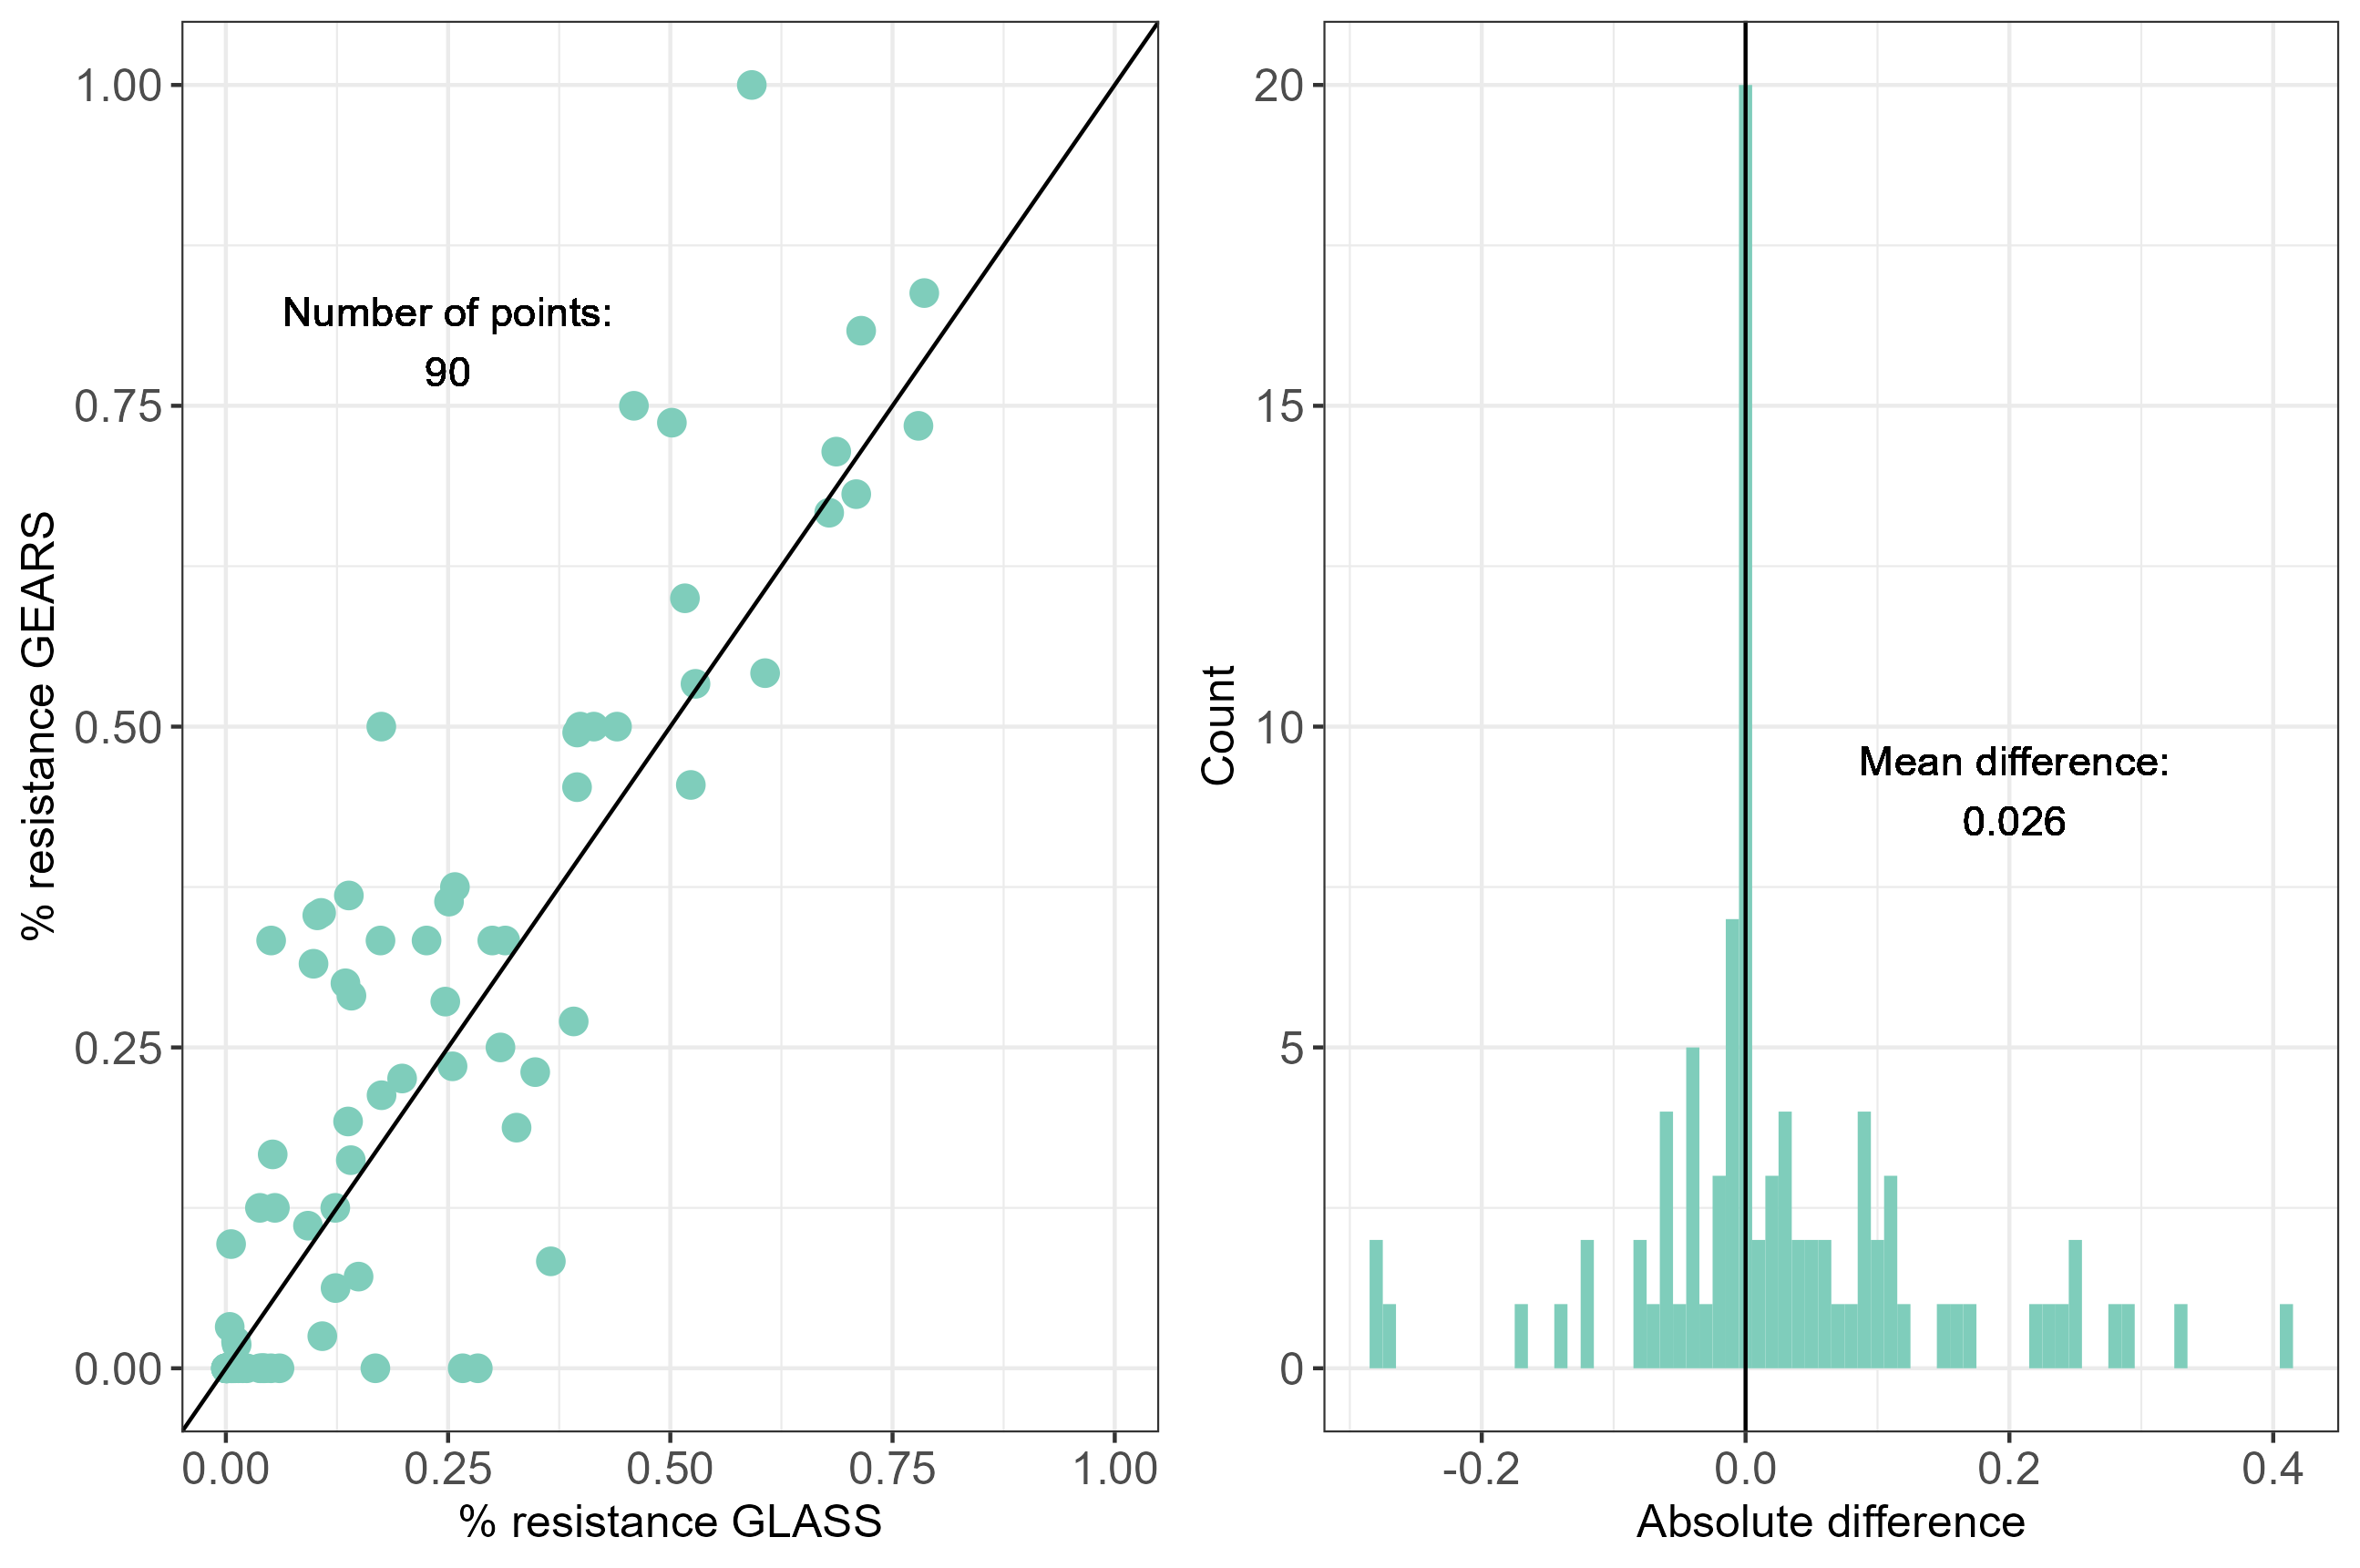 1.00
0.75
0.50
0.25
0.00
% resistance GEARS
Number of points:
90
0.00 0.25 0.50 0.75 1.00
% resistance GLASS
20
15
10
5
0
Count
Mean difference:
0.026
-0.2 0.0 0.2 0.4
Absolute difference